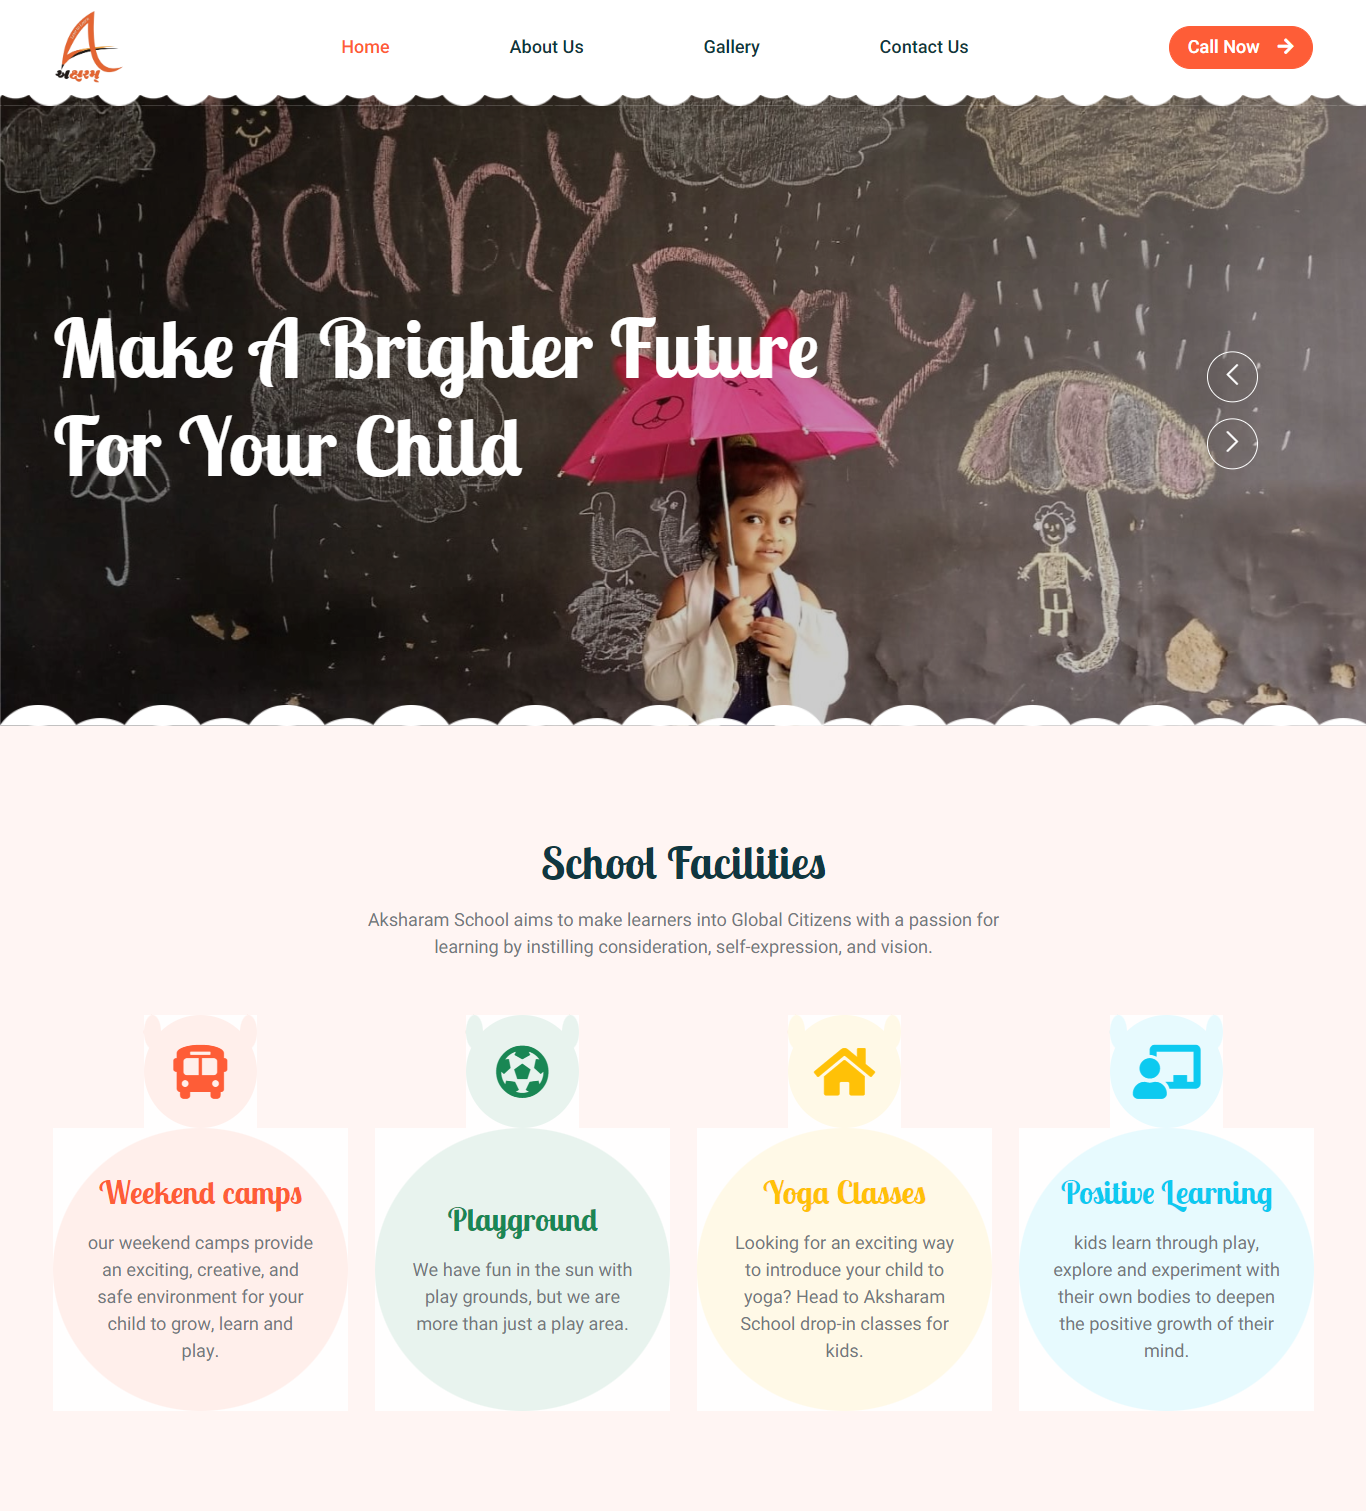 અક્ષરમ્
Home
About Us
Gallery
Contact Us
Call Now
Rainy
Day
Make A Brighter Future
For Your Child
School Facilities
Aksharam School aims to make learners into Global Citizens with a passion for
learning by instilling consideration, self-expression, and vision.
Weekend camps
our weekend camps provide
an exciting, creative, and
safe environment for your
child to grow, learn and
play.
Playground
We have fun in the sun with
play grounds, but we are
more than just a play area.
Yoga Classes
Looking for an exciting way
to introduce your child to
yoga? Head to Aksharam
School drop-in classes for
kids.
Positive Learning
kids learn through play,
explore and experiment with
their own bodies to deepen
the positive growth of their
mind.